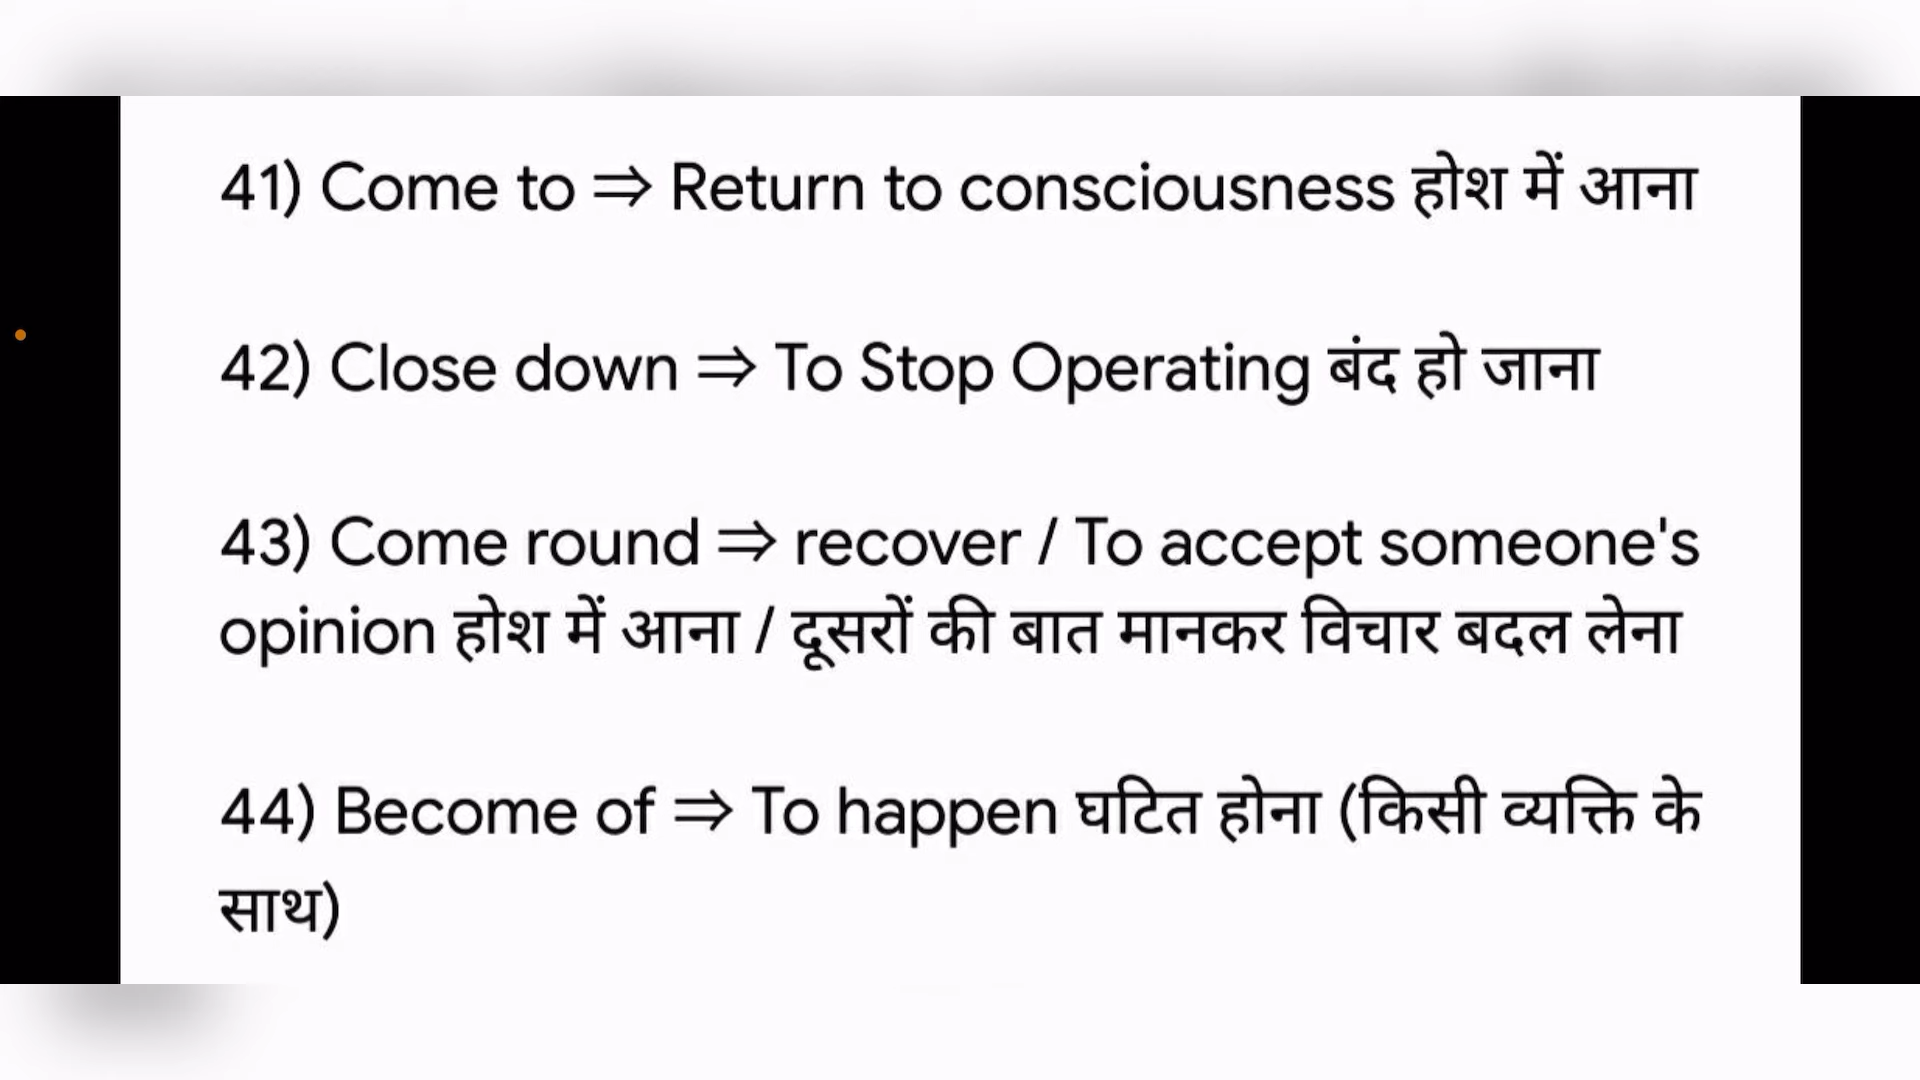 41) Come to ⇒ Return to consciousness होश में आना
42) Close down ⇒ To Stop Operating बंद हो जाना
43) Come round ⇒ recover / To accept someone's
opinion होश में आना / दूसरों की बात मानकर विचार बदल लेना
44) Become of ⇒ To happen घटित होना (किसी व्यक्ति के
साथ)